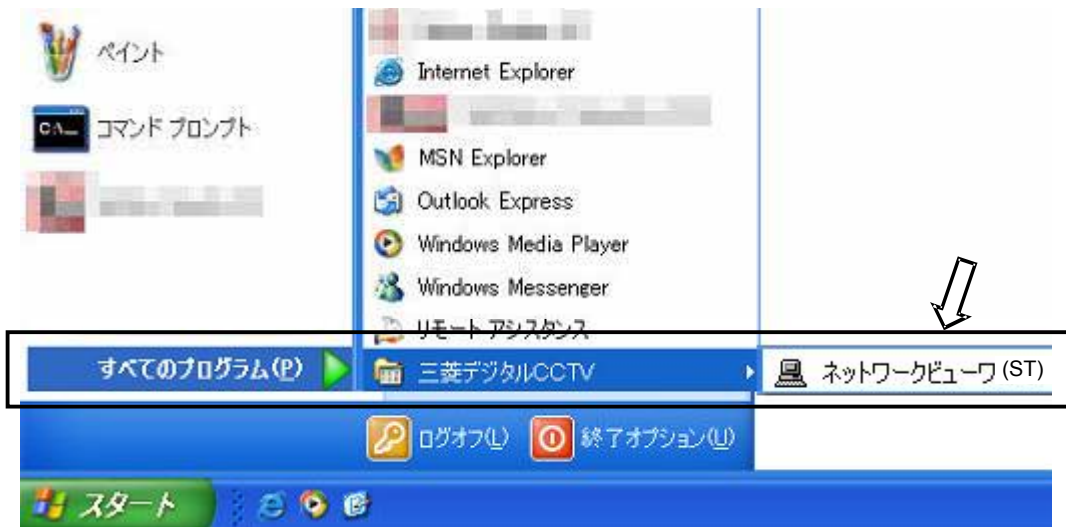 ペイント
コマンド プロンプト
Internet Explorer
MSN Explorer
Outlook Express
Windows Media Player
Windows Messenger
リモート アシスタンス
すべてのプログラム(P)
三菱デジタルCCTV
ネットワークビューワ(ST)
ログオフ(L)
終了オプション(U)
スタート